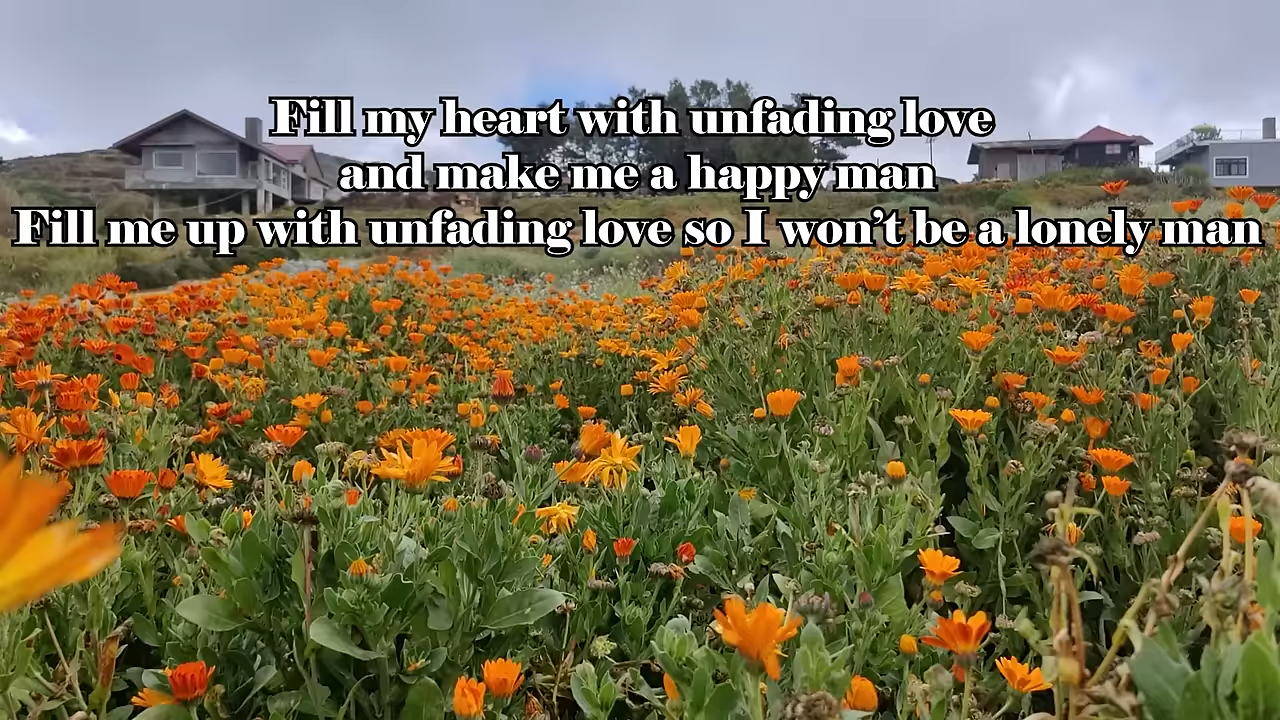 Fill my heart with unfading love
and make me a happy man
Fill me up with unfading love so I won’t be a lonely man